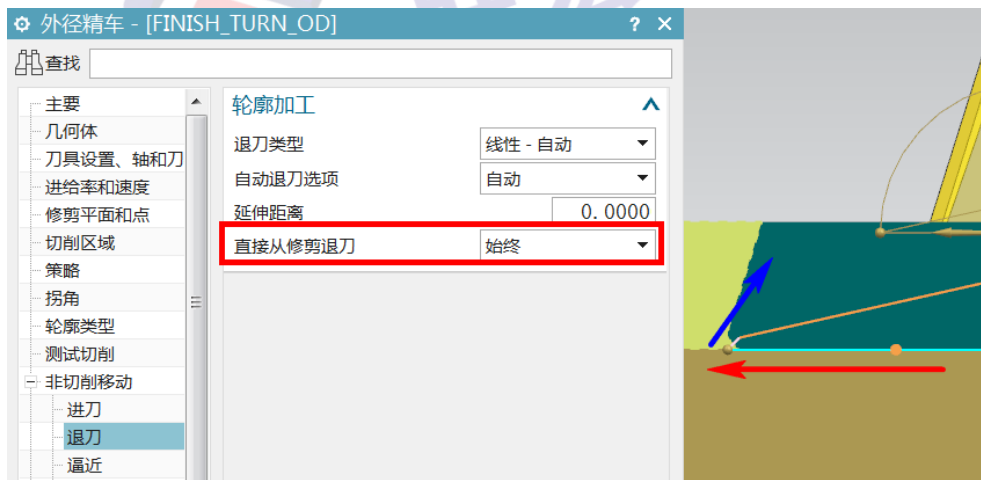 外径精车 - [FINISH_TURN_OD] ? ×
查找
主要
几何体
刀具设置、轴和刀
进给率和速度
修剪平面和点
切削区域
策略
拐角
轮廓类型
测试切削
非切削移动
进刀
退刀
逼近
轮廓加工
退刀类型 线性 - 自动
自动退刀选项 自动
延伸距离 0.0000
直接从修剪退刀 始终